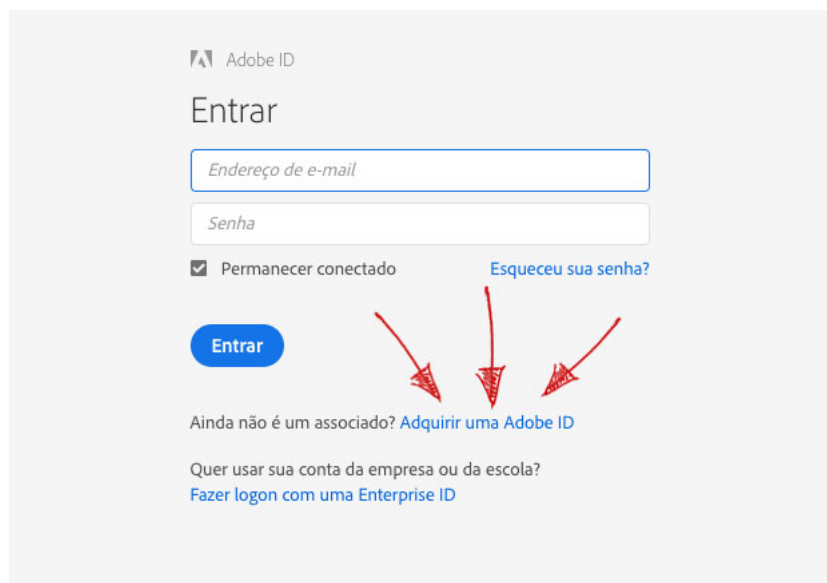 Adobe ID
Entrar
Endereço de e-mail
Senha
Permanecer conectado Esqueceu sua senha?
Entrar
Ainda não é um associado? Adquirir uma Adobe ID
Quer usar sua conta da empresa ou da escola?
Fazer logon com uma Enterprise ID